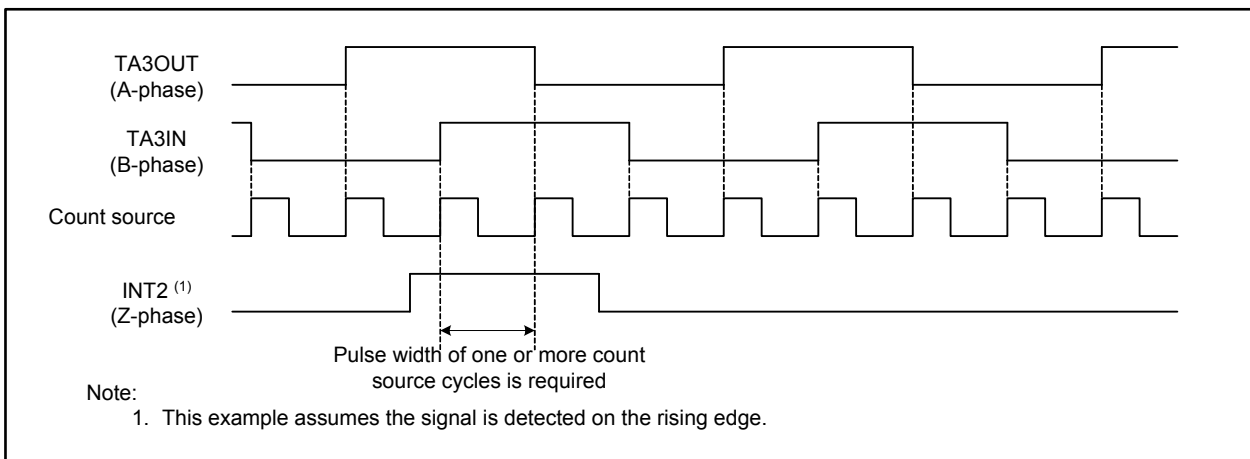 TA3OUT
(A-phase)
TA3IN
(B-phase)
Count source
INT2 (1)
(Z-phase)
Pulse width of one or more count
source cycles is required
Note:
1. This example assumes the signal is detected on the rising edge.